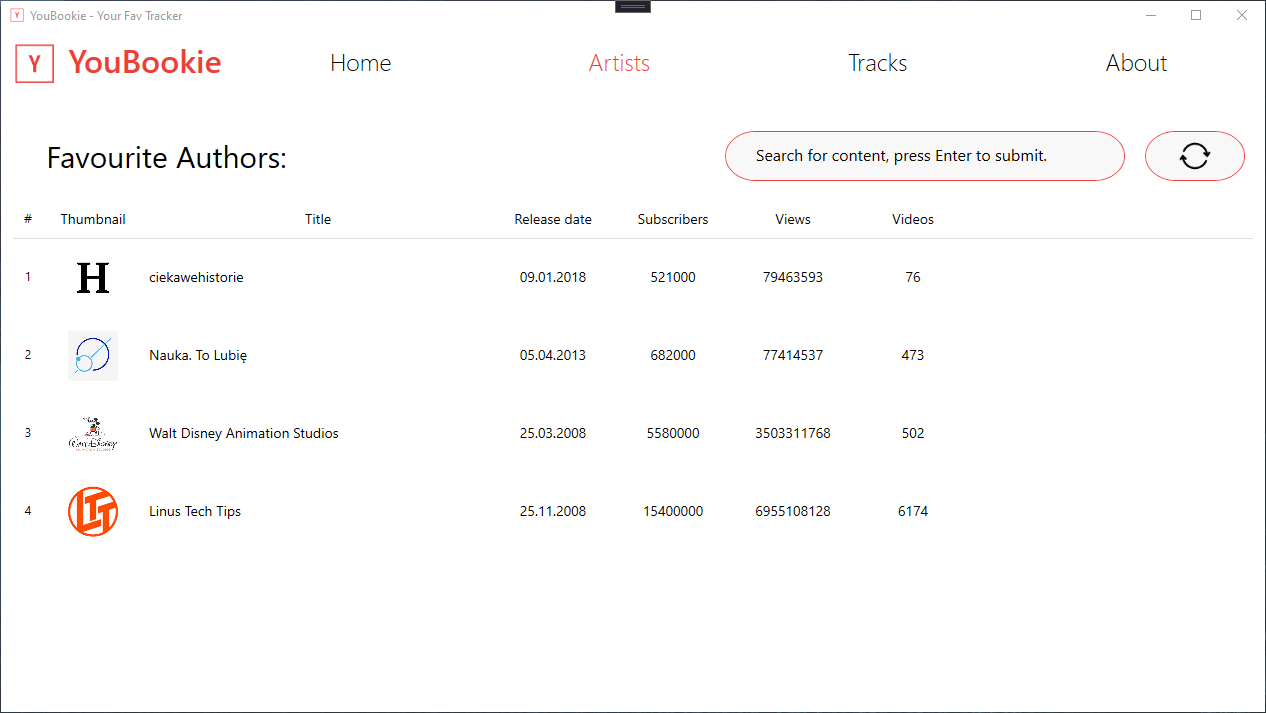 Y YouBookie - Your Fav Tracker
Y YouBookie Home Artists Tracks About
Favourite Authors: Search for content, press Enter to submit.
# Thumbnail Title Release date Subscribers Views Videos
1 H ciekawehistorie 09.01.2018 521000 79463593 76
2 Nauka. To Lubię 05.04.2013 682000 77414537 473
3 Walt Disney Walt Disney Animation Studios 25.03.2008 5580000 3503311768 502
4 LTT Linus Tech Tips 25.11.2008 15400000 6955108128 6174